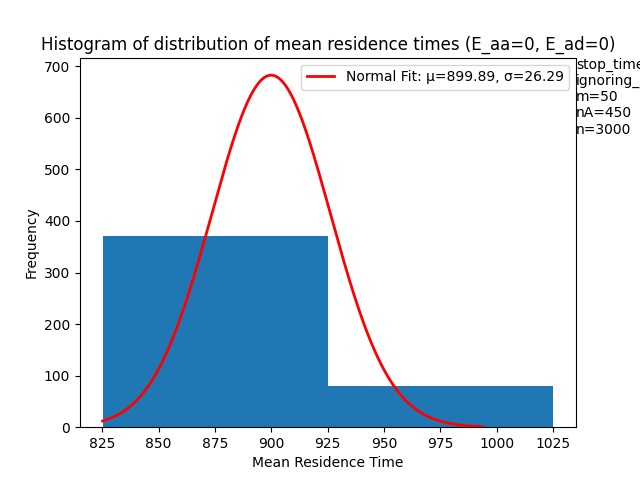 Histogram of distribution of mean residence times (E_aa=0, E_ad=0)
Normal Fit: μ=899.89, σ=26.29
stop_time
ignoring_
m=50
nA=450
n=3000
Frequency
700
600
500
400
300
200
100
0
825 850 875 900 925 950 975 1000 1025
Mean Residence Time